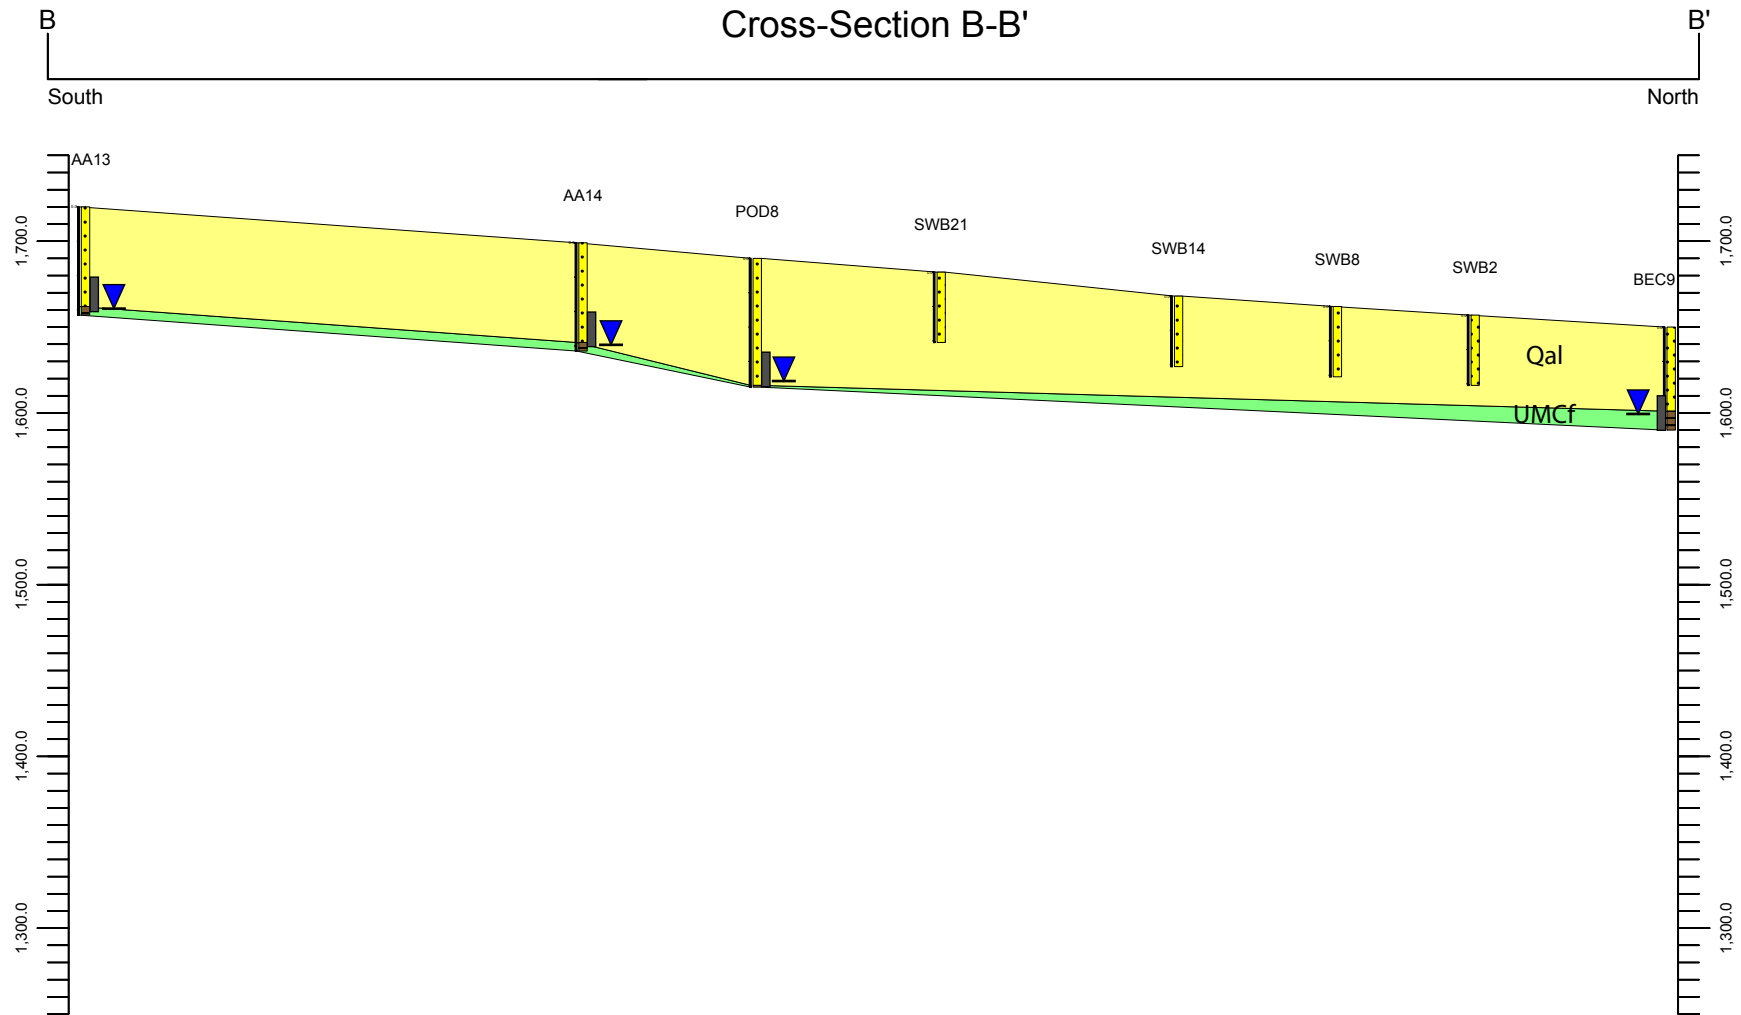 B
Cross-Section B-B'
B'
South
North
AA13
AA14
POD8
SWB21
SWB14
SWB8
SWB2
BEC9
1,700.0
1,700.0
Qal
UMCf
1,600.0
1,600.0
1,500.0
1,500.0
1,400.0
1,400.0
1,300.0
1,300.0